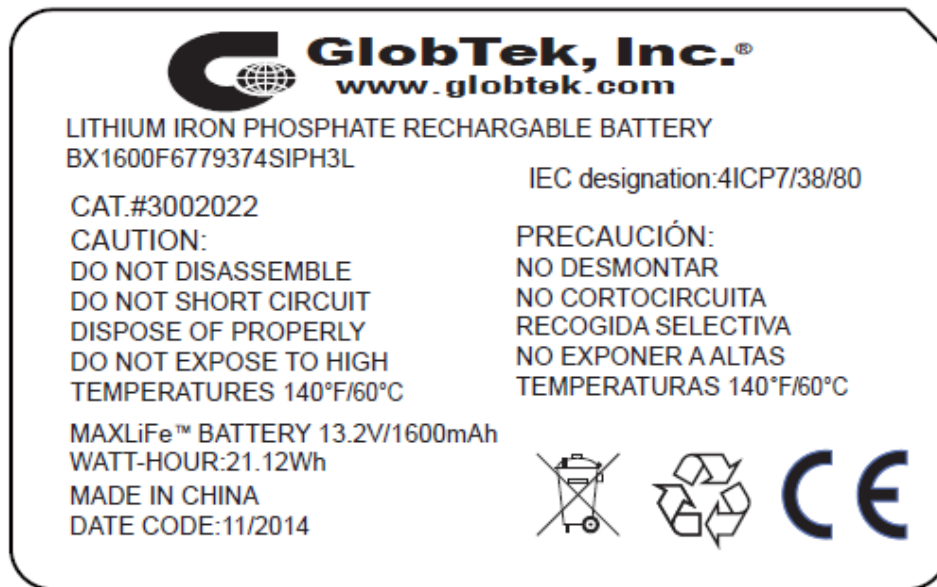 GlobTek, Inc.®
www.globtek.com
LITHIUM IRON PHOSPHATE RECHARGABLE BATTERY
BX1600F6779374SIPH3L
IEC designation:4ICP7/38/80
CAT.#3002022
CAUTION:
DO NOT DISASSEMBLE
DO NOT SHORT CIRCUIT
DISPOSE OF PROPERLY
DO NOT EXPOSE TO HIGH
TEMPERATURES 140°F/60°C
PRECAUCIÓN:
NO DESMONTAR
NO CORTOCIRCUITA
RECOGIDA SELECTIVA
NO EXPONER A ALTAS
TEMPERATURAS 140°F/60°C
MAXLiFe™ BATTERY 13.2V/1600mAh
WATT-HOUR:21.12Wh
MADE IN CHINA
DATE CODE:11/2014
CE